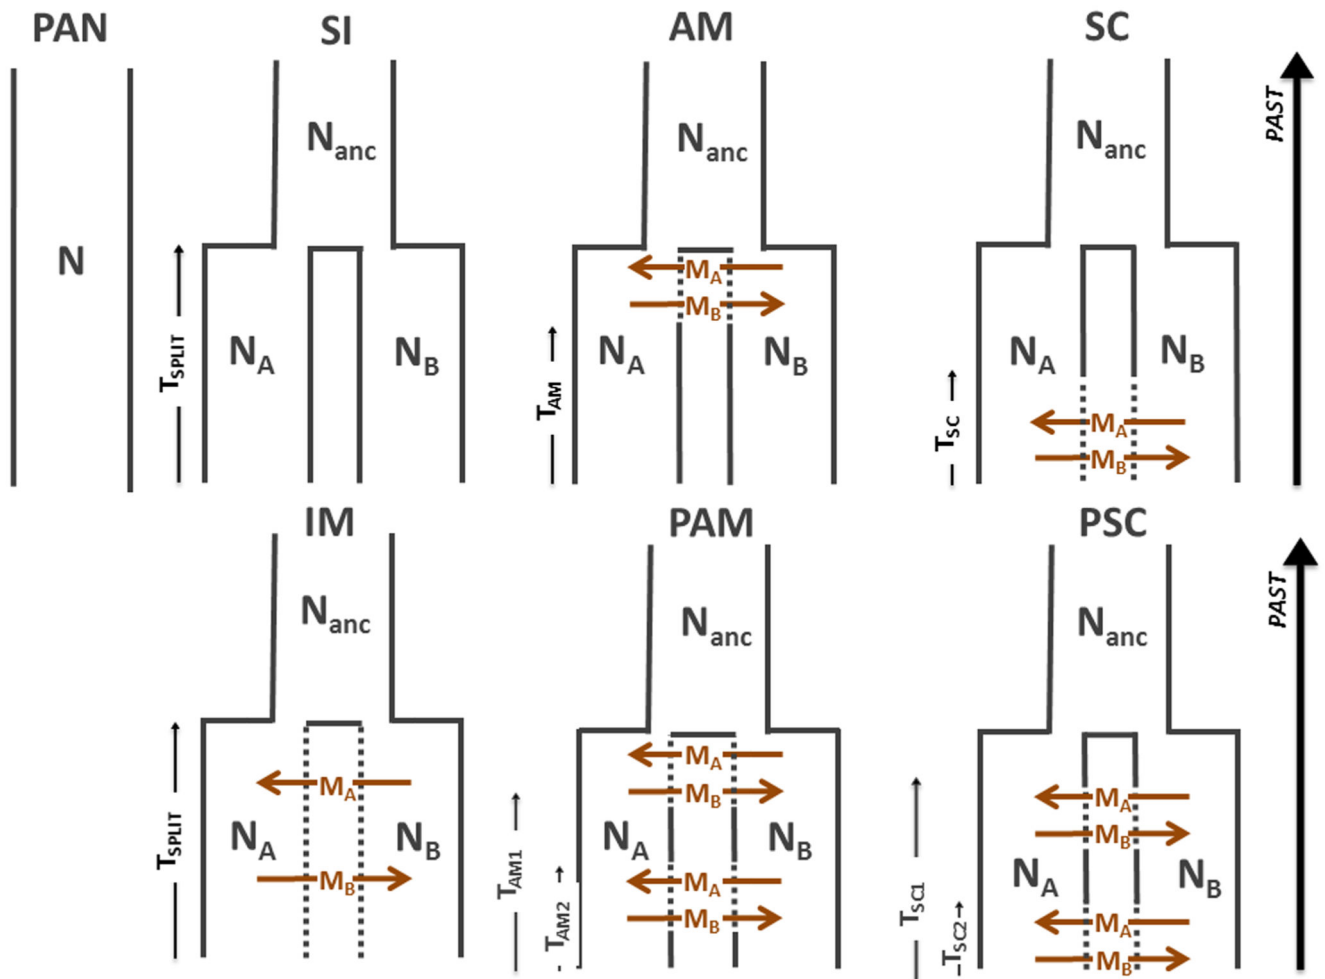 PAN
SI
AM
SC
N
Nanc
TSPLIT
NA
NB
Nanc
MA
MB
TAM
NA
NB
Nanc
NA
NB
TSC
MA
MB
PAST
IM
PAM
PSC
Nanc
TSPLIT
MA
NA
NB
MB
Nanc
MA
MB
NA
NB
TAM1
MA
TAM2
MB
Nanc
MA
MB
NA
NB
TSC1
MA
TSC2
MB
PAST